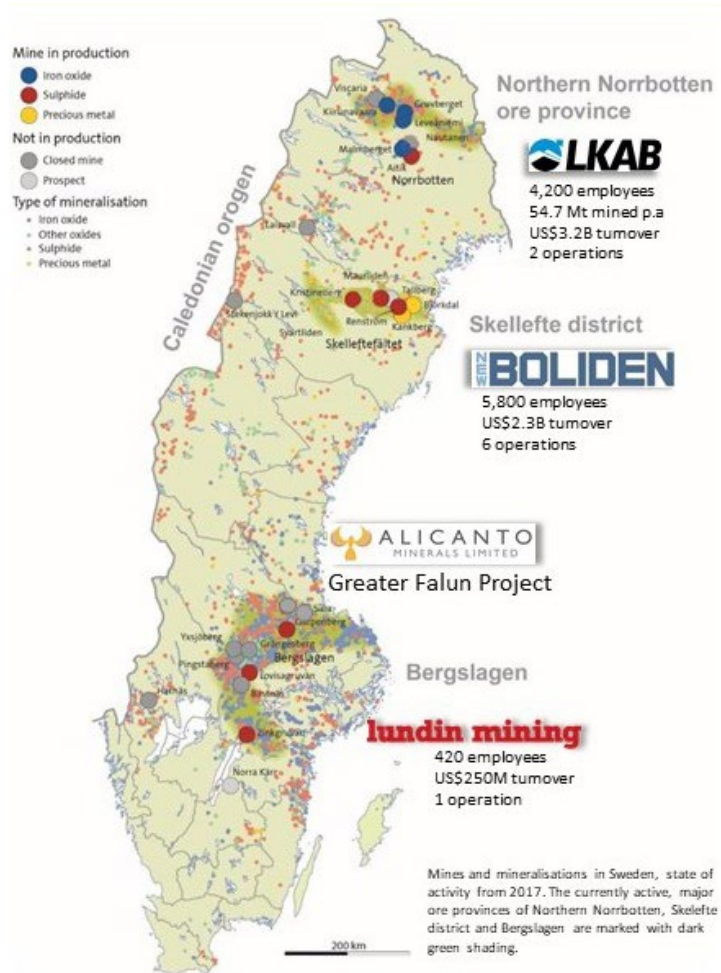 Mine in production
Iron oxide
Sulphide
Precious metal
Not in production
Closed mine
Prospect
Type of mineralisation
Iron oxide
Other oxides
Sulphide
Precious metal
Caledonian orogen
Northern Norrbotten
ore province
LKAB
4,200 employees
54.7 Mt mined p.a
US$3.2B turnover
2 operations
Viscaria
Gruvberget
Kiirunavaara
Leveäniemi
Nautanen
Malmberget
Aitik
Norrbotten
Laisvall
Maurliden
Kristineberg
Tallberg
Björkdal
Renström
Kankberg
Skelleftefältet
Skellefte district
NEW BOLIDEN
5,800 employees
US$2.3B turnover
6 operations
ALICANTO
MINERALS LIMITED
Greater Falun Project
Sala
Garpenberg
Yxsjöberg
Grängesberg
Bergslagen
Pingstaberg
Lovisagruvan
Zinkgruvan
Norra Kärr
Bergslagen
lundin mining
420 employees
US$250M turnover
1 operation
Mines and mineralisations in Sweden, state of
activity from 2017. The currently active, major
ore provinces of Northern Norrbotten, Skelefte
district and Bergslagen are marked with dark
green shading.
200 km